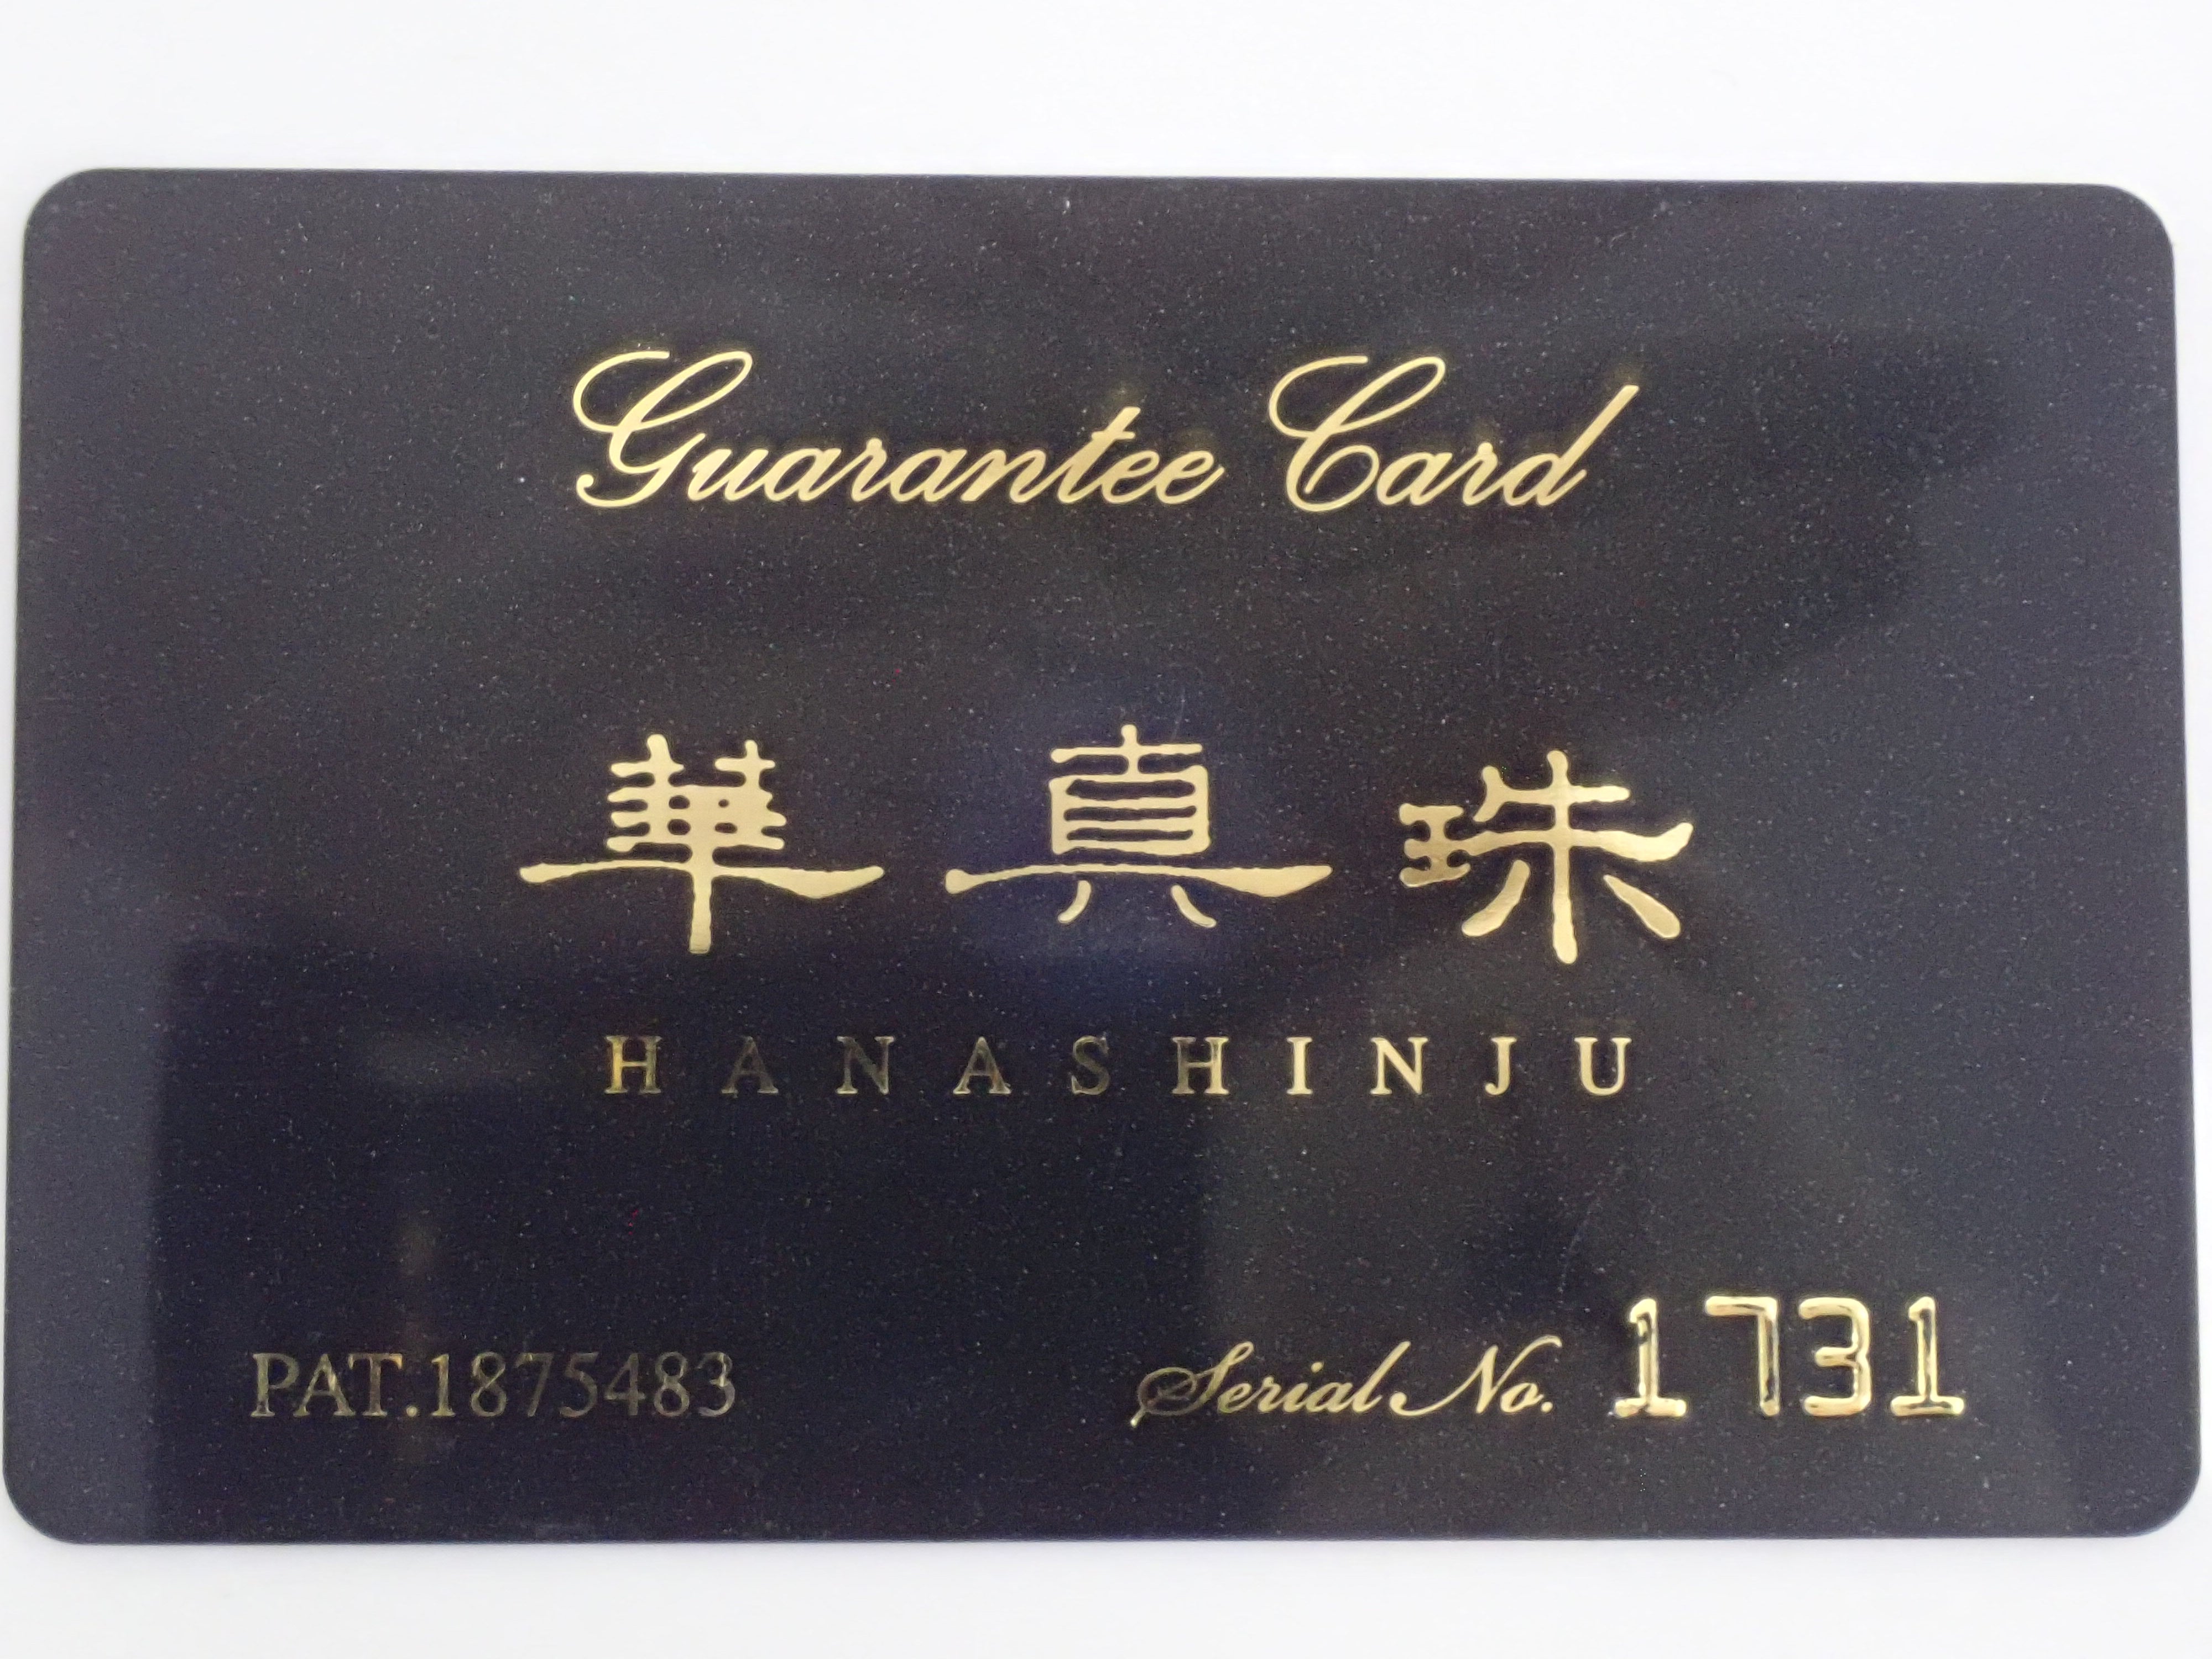 Guarantee Card
華真珠
HANASHINJU
PAT.1875483
Serial No. 1731